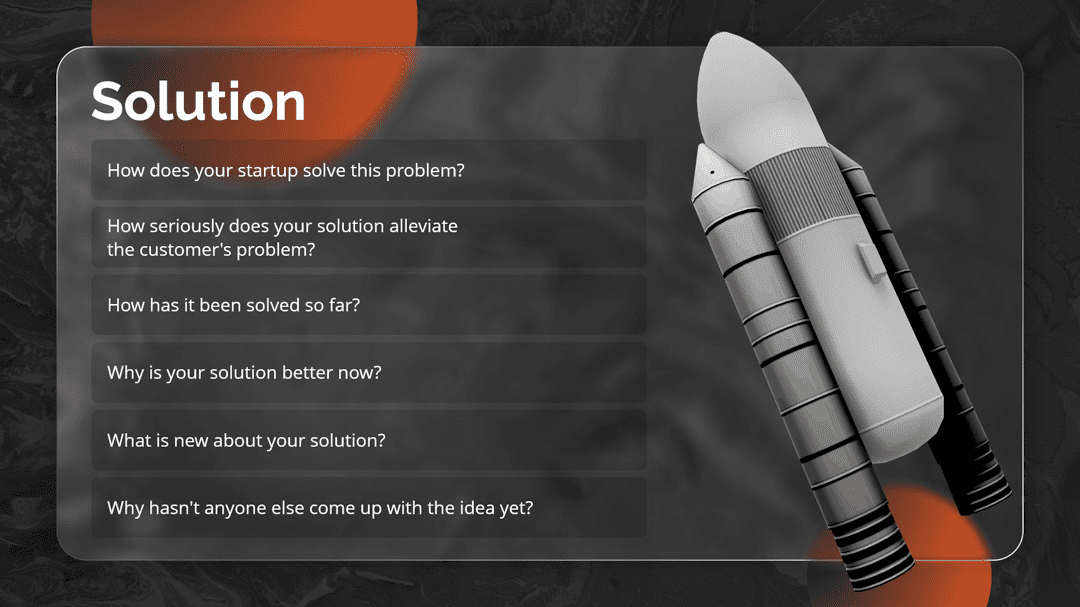 Solution
How does your startup solve this problem?
How seriously does your solution alleviate
the customer's problem?
How has it been solved so far?
Why is your solution better now?
What is new about your solution?
Why hasn't anyone else come up with the idea yet?